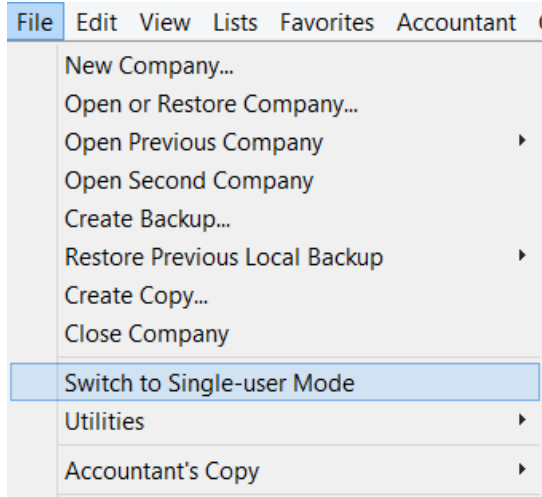 File Edit View Lists Favorites Accountant
New Company...
Open or Restore Company...
Open Previous Company
Open Second Company
Create Backup...
Restore Previous Local Backup
Create Copy...
Close Company
Switch to Single-user Mode
Utilities
Accountant's Copy